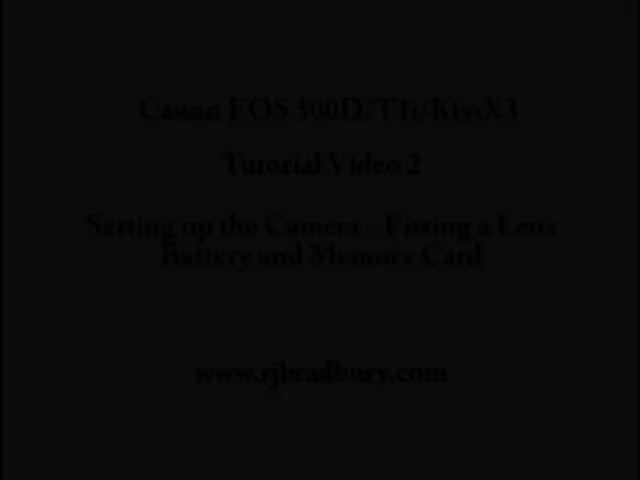 Canon EOS 500D/T1i/KissX3
Tutorial Video 2
Setting up the Camera - Fitting a Lens
Battery and Memory Card
www.rjbradbury.com